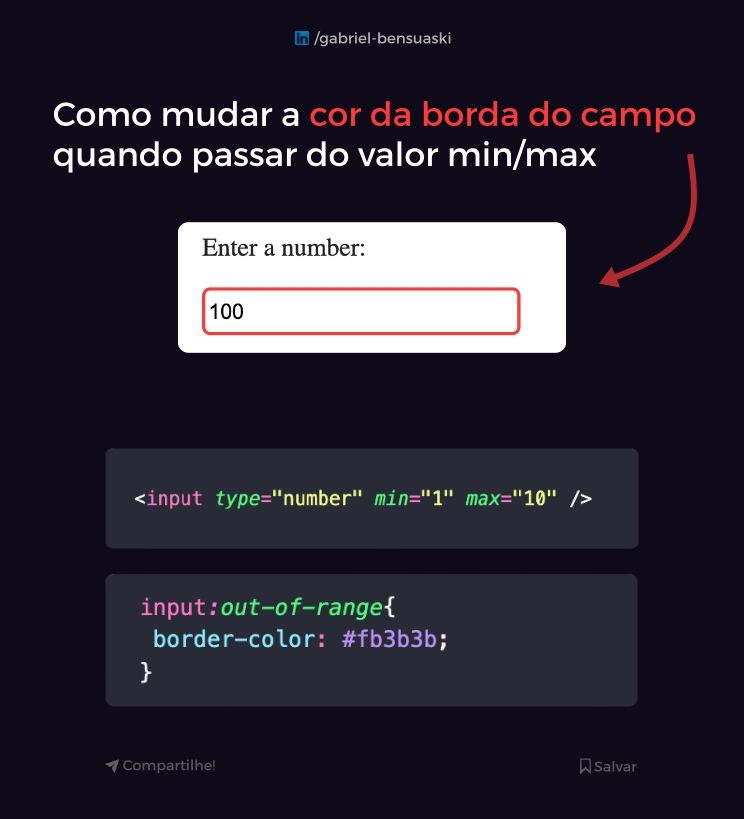 in /gabriel-bensuaski
Como mudar a cor da borda do campo
quando passar do valor min/max
Enter a number:
100
<input type="number" min="1" max="10" />
input:out-of-range{
border-color: #fb3b3b;
}
Compartilhe!
Salvar